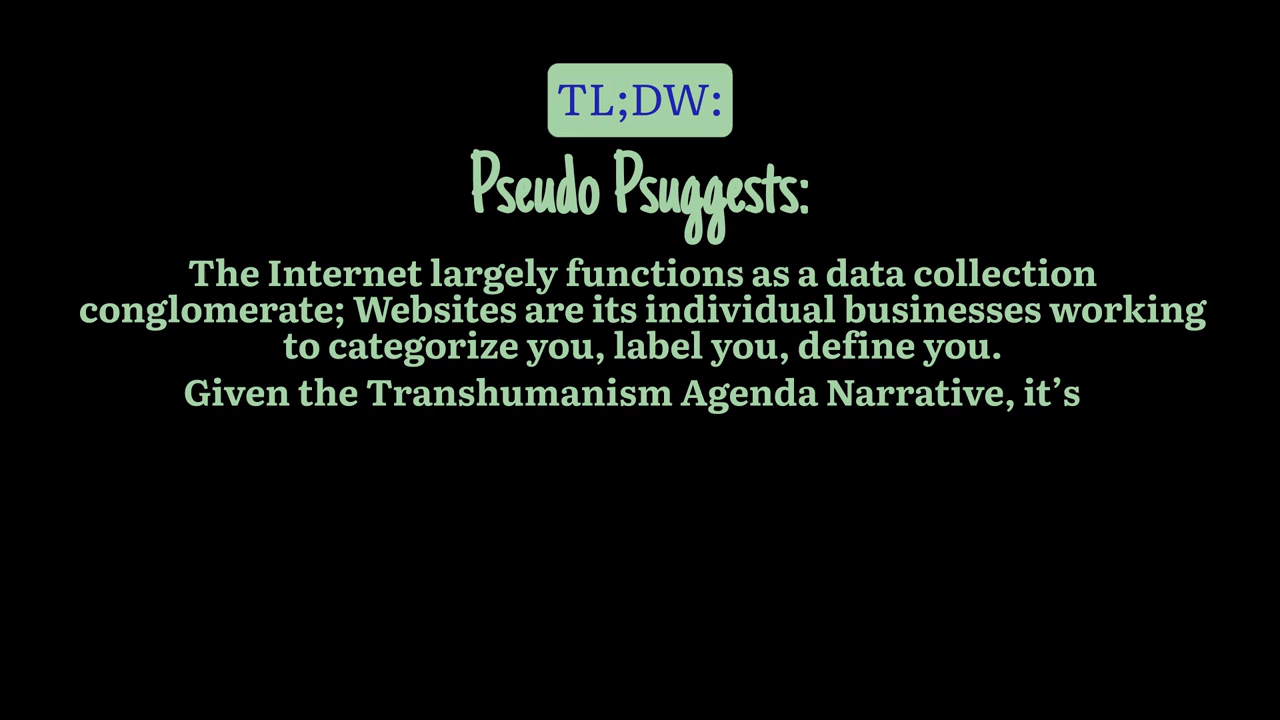 TL;DW:
Pseudo Psuggests:
The Internet largely functions as a data collection
conglomerate; Websites are its individual businesses working
to categorize you, label you, define you.
Given the Transhumanism Agenda Narrative, it’s